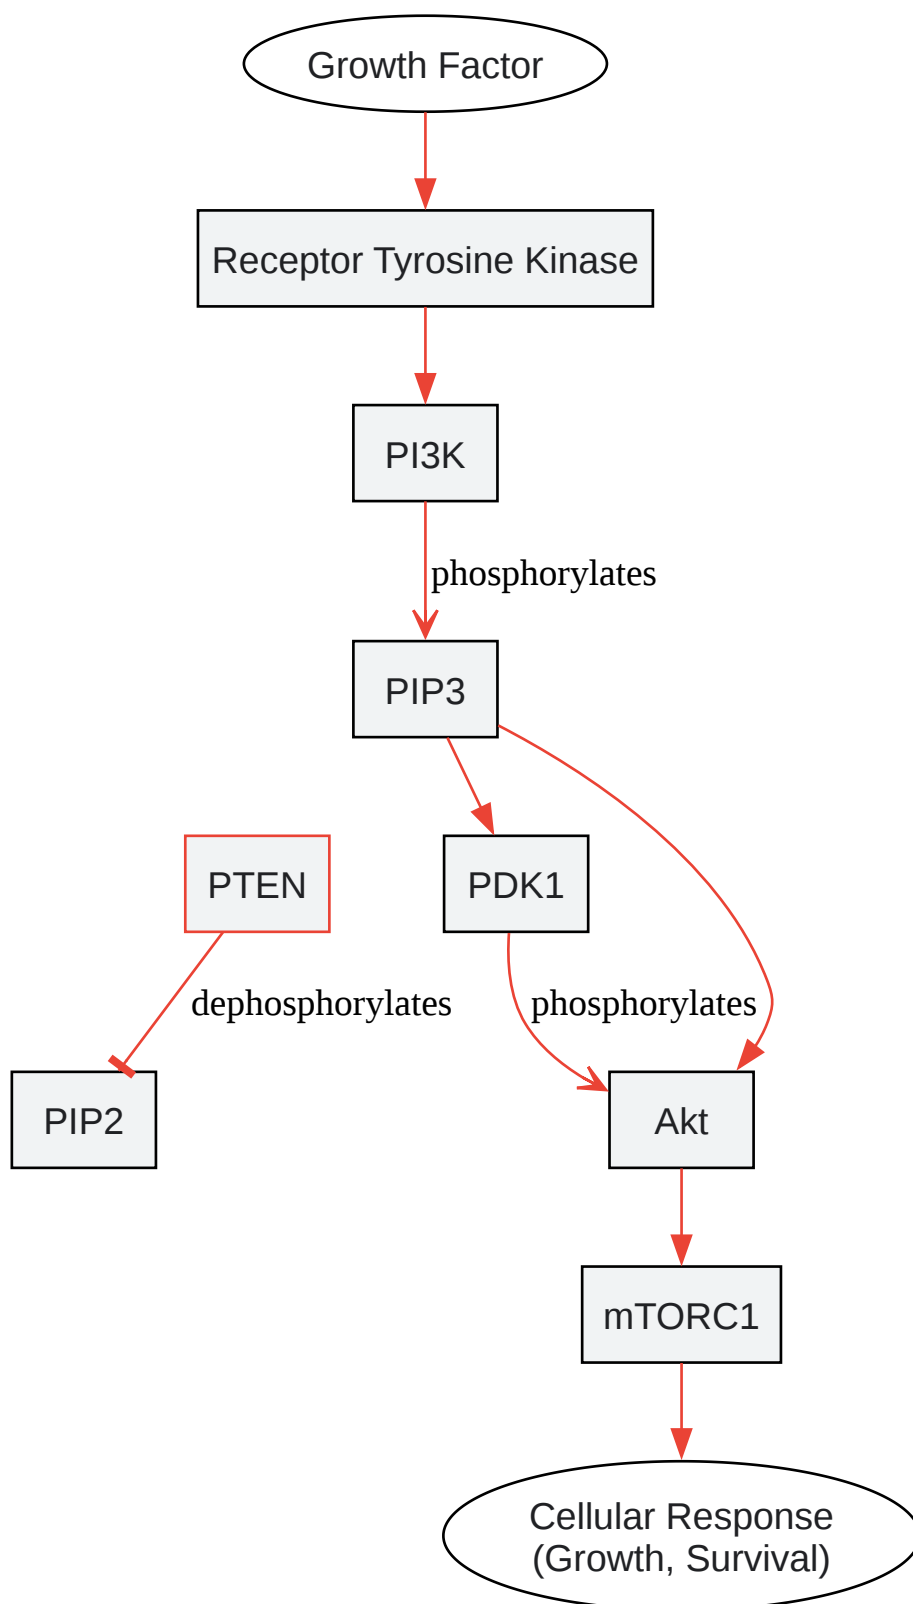 Growth Factor
Receptor Tyrosine Kinase
PI3K
phosphorylates
PIP3
PTEN
PDK1
dephosphorylates
phosphorylates
PIP2
Akt
mTORC1
Cellular Response
(Growth, Survival)